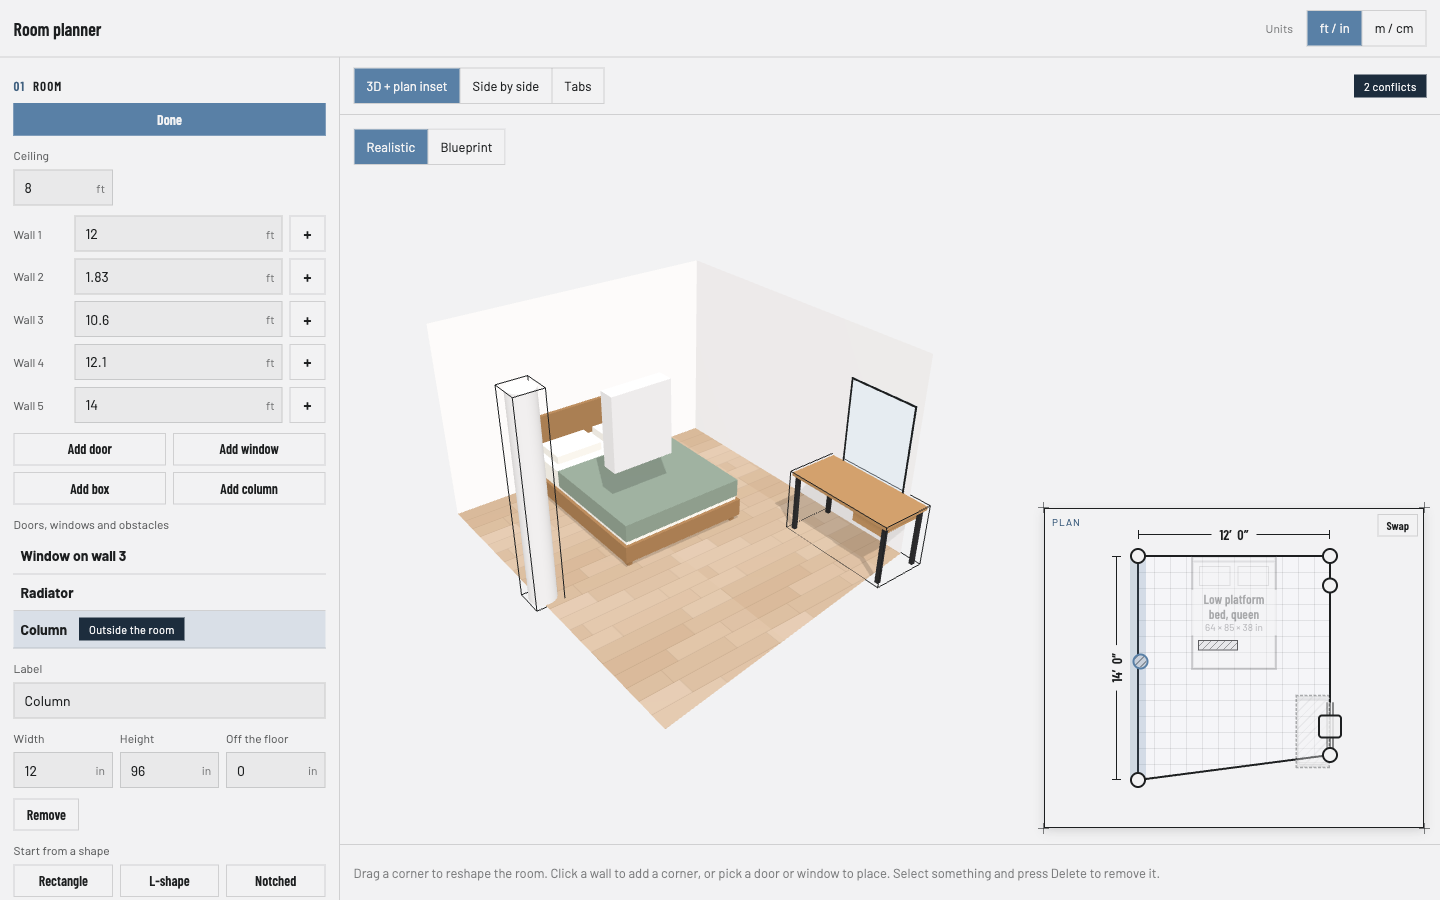 Room planner
Units
ft / in
m / cm
01 ROOM
Done
Ceiling
8 ft
Wall 1 12 ft +
Wall 2 1.83 ft +
Wall 3 10.6 ft +
Wall 4 12.1 ft +
Wall 5 14 ft +
Add door
Add window
Add box
Add column
Doors, windows and obstacles
Window on wall 3
Radiator
Column Outside the room
Label
Column
Width Height Off the floor
12 in 96 in 0 in
Remove
Start from a shape
Rectangle L-shape Notched
3D + plan inset Side by side Tabs
2 conflicts
Realistic Blueprint
PLAN
Swap
12′ 0″
14′ 0″
Low platform
bed, queen
64 × 85 × 38 in
Drag a corner to reshape the room. Click a wall to add a corner, or pick a door or window to place. Select something and press Delete to remove it.